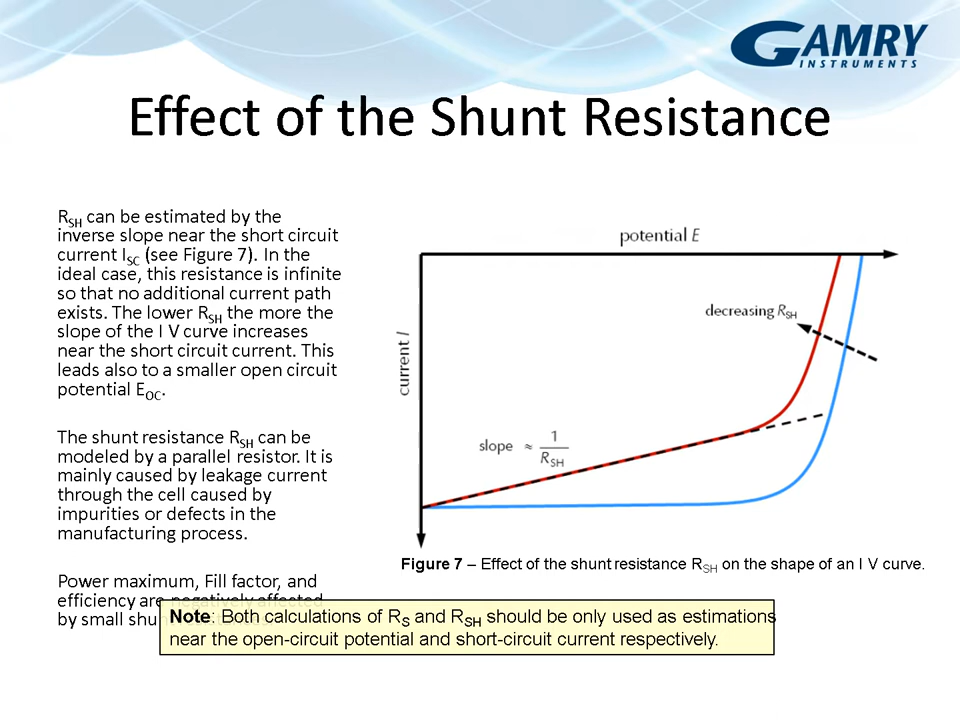 GAMRY
INSTRUMENTS
Effect of the Shunt Resistance
RSH can be estimated by the
inverse slope near the short circuit
current ISC (see Figure 7). In the
ideal case, this resistance is infinite
so that no additional current path
exists. The lower RSH the more the
slope of the I V curve increases
near the short circuit current. This
leads also to a smaller open circuit
potential EOC.
The shunt resistance RSH can be
modeled by a parallel resistor. It is
mainly caused by leakage current
through the cell caused by
impurities or defects in the
manufacturing process.
Power maximum, Fill factor, and
efficiency are negatively affected
by small shu
potential E
current I
decreasing RSH
slope ≈ 1
RSH
Figure 7 – Effect of the shunt resistance RSH on the shape of an I V curve.
Note: Both calculations of RS and RSH should be only used as estimations
near the open-circuit potential and short-circuit current respectively.